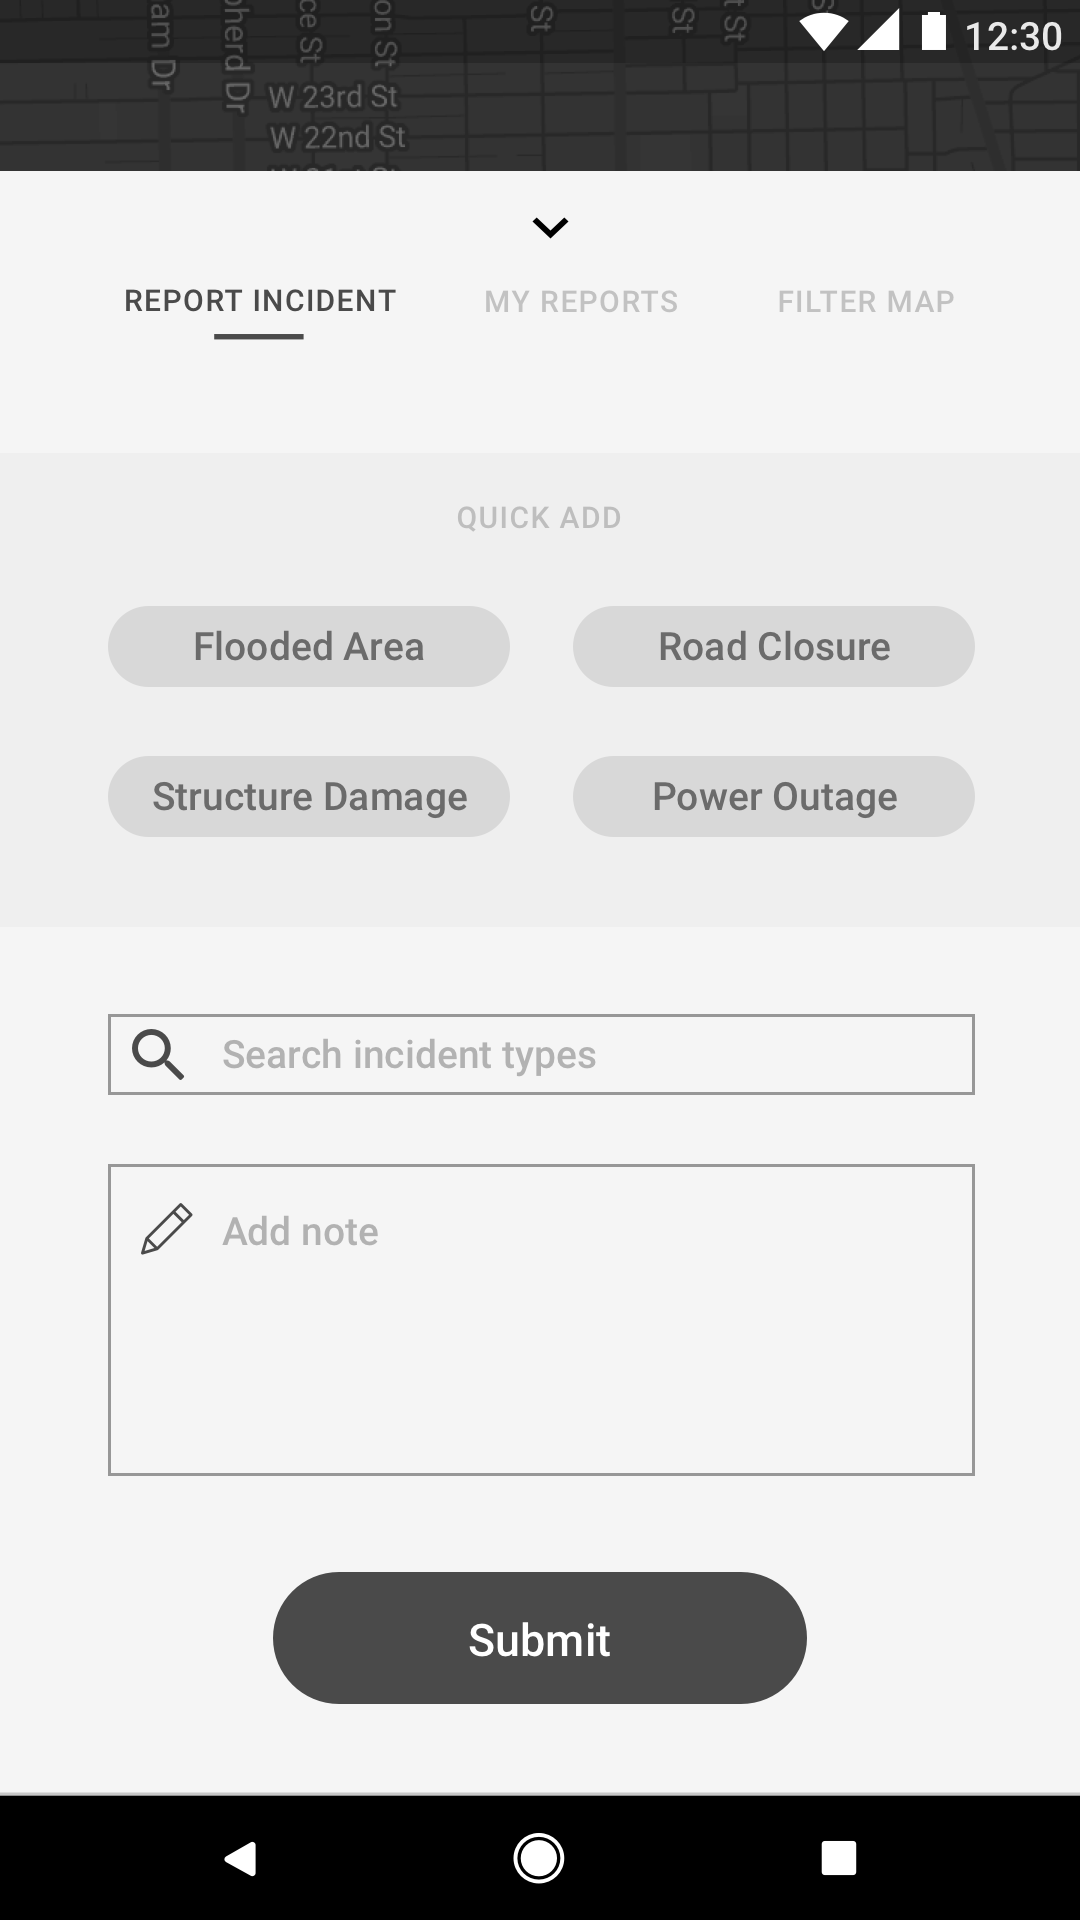 12:30
am Dr
pherd Dr
ce St
on St
St
St
t St
W 23rd St
W 22nd St
REPORT INCIDENT
MY REPORTS
FILTER MAP
QUICK ADD
Flooded Area
Road Closure
Structure Damage
Power Outage
Search incident types
Add note
Submit